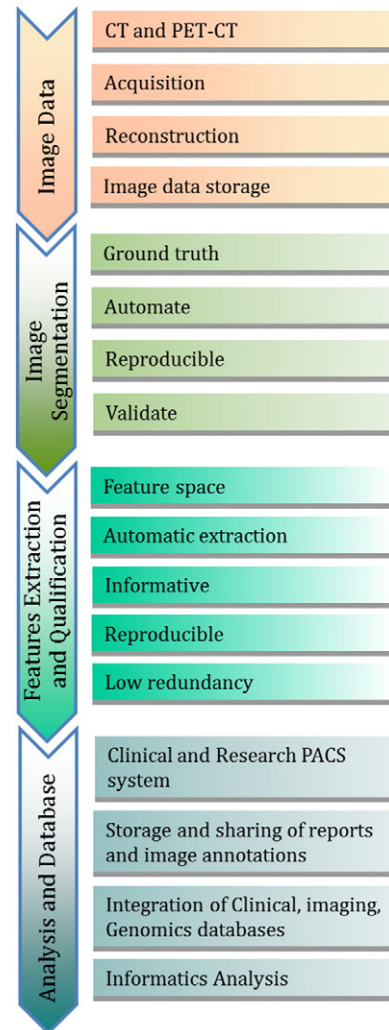 Image Data
CT and PET-CT
Acquisition
Reconstruction
Image data storage
Image
Segmentation
Ground truth
Automate
Reproducible
Validate
Features Extraction
and Qualification
Feature space
Automatic extraction
Informative
Reproducible
Low redundancy
Analysis and Database
Clinical and Research PACS
system
Storage and sharing of reports
and image annotations
Integration of Clinical, imaging,
Genomics databases
Informatics Analysis